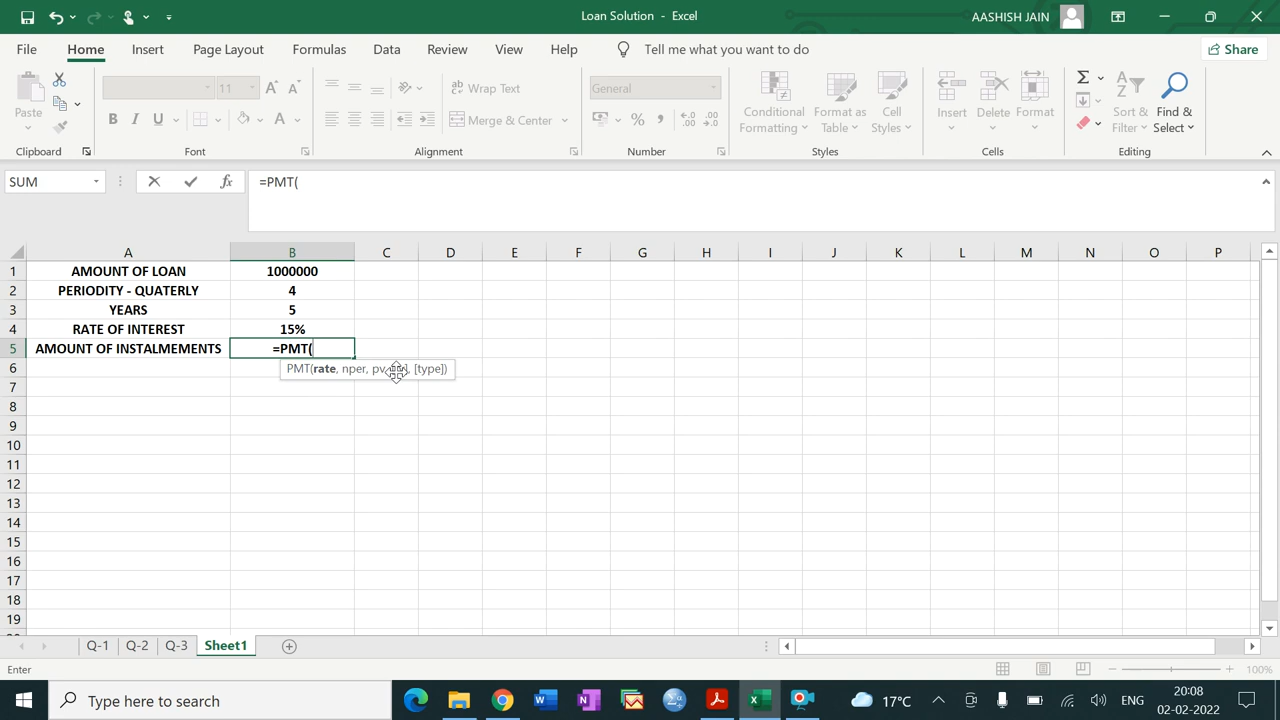 Loan Solution - Excel
AASHISH JAIN
File Home Insert Page Layout Formulas Data Review View Help Tell me what you want to do Share
Paste
11
Wrap Text
Merge & Center
General
Conditional Formatting
Format as Table
Cell Styles
Insert
Delete
Format
Sort & Filter
Find & Select
Clipboard Font Alignment Number Styles Cells Editing
SUM fx =PMT(
A B C D E F G H I J K L M N O P
1 AMOUNT OF LOAN 1000000
2 PERIODITY - QUATERLY 4
3 YEARS 5
4 RATE OF INTEREST 15%
5 AMOUNT OF INSTALMEMENTS =PMT(
6 PMT(rate, nper, pv, [type])
7
8
9
10
11
12
13
14
15
16
17
18
19
Q-1 Q-2 Q-3 Sheet1
Enter 100%
Type here to search
17°C
ENG
20:08
02-02-2022